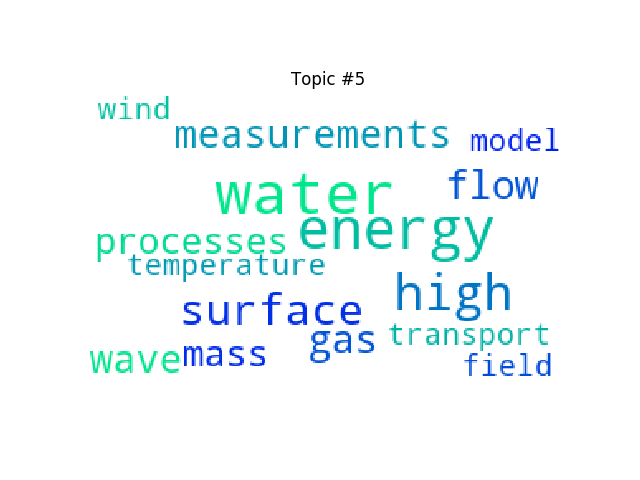 Topic #5
wind
measurements model
water flow
processes energy
temperature
surface high
wave mass gas transport
field